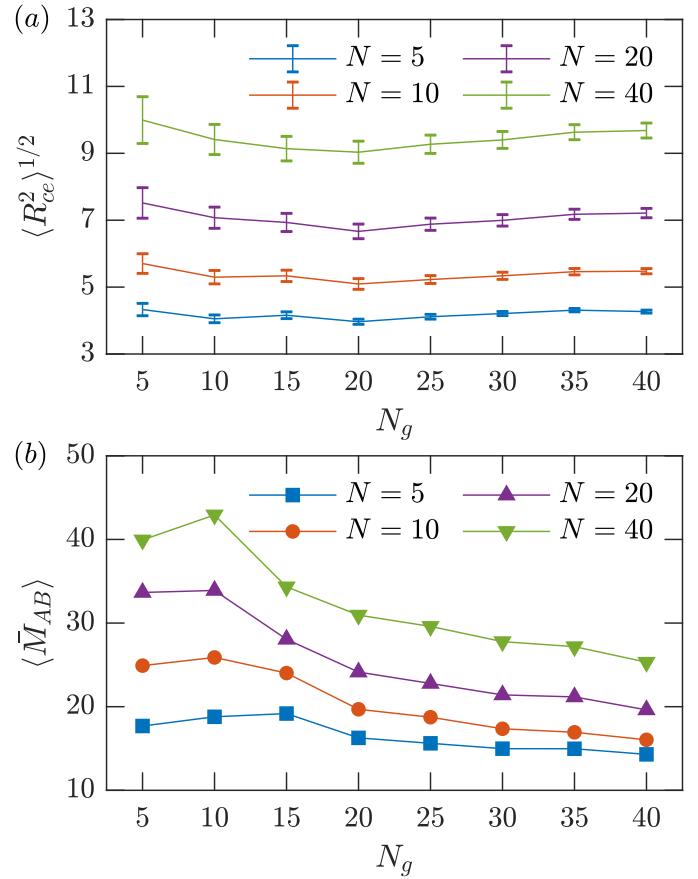 (a)
13
11
9
7
5
3
⟨R²_ce⟩^1/2
N = 5 N = 20
N = 10 N = 40
5 10 15 20 25 30 35 40
N_g
(b)
50
40
30
20
10
⟨M̄_AB⟩
N = 5 N = 20
N = 10 N = 40
5 10 15 20 25 30 35 40
N_g